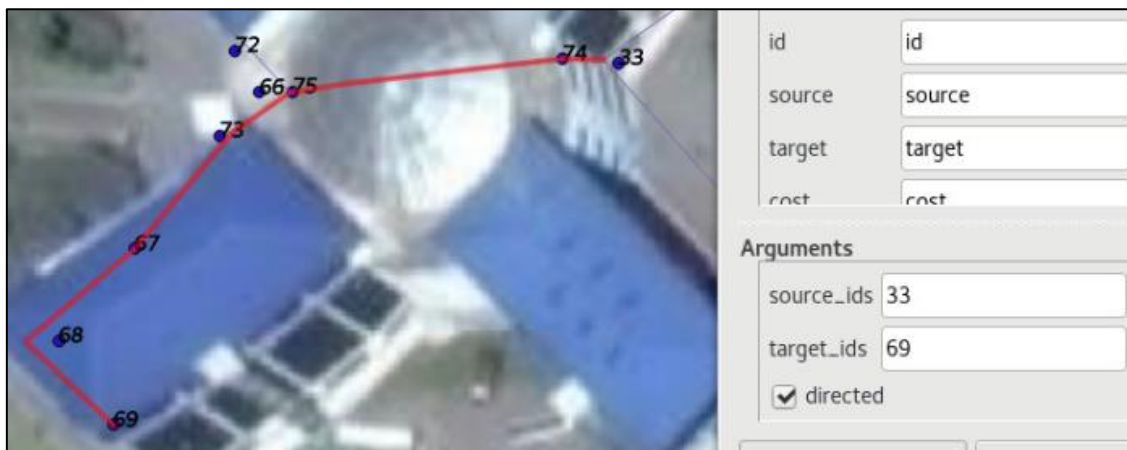 72
74
33
66
75
73
67
68
69
id id
source source
target target
cost cost
Arguments
source_ids 33
target_ids 69
directed